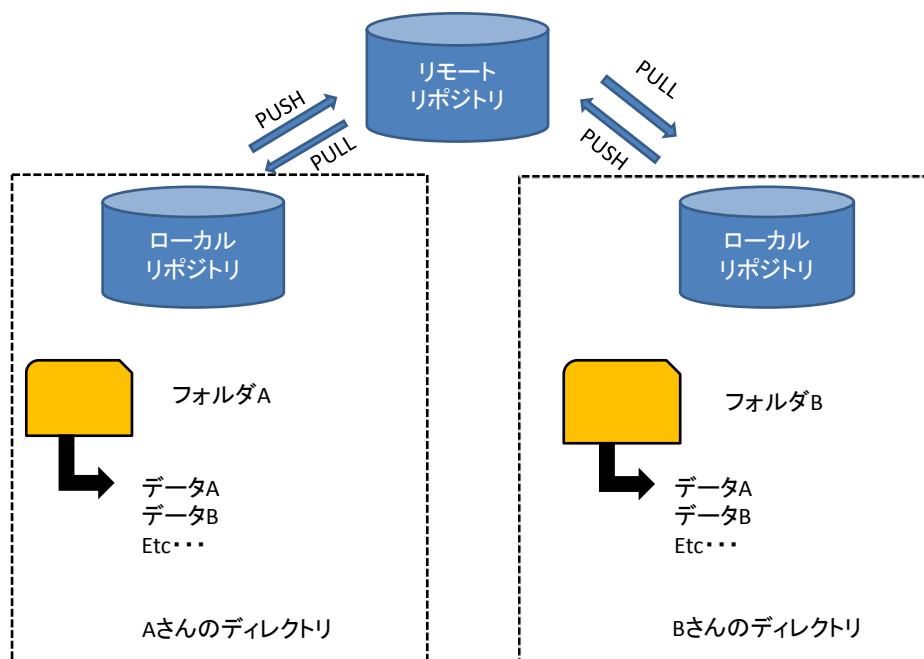 リモート
リポジトリ
PUSH
PULL
PULL
PUSH
ローカル
リポジトリ
フォルダA
データA
データB
Etc・・・
Aさんのディレクトリ
ローカル
リポジトリ
フォルダB
データA
データB
Etc・・・
Bさんのディレクトリ